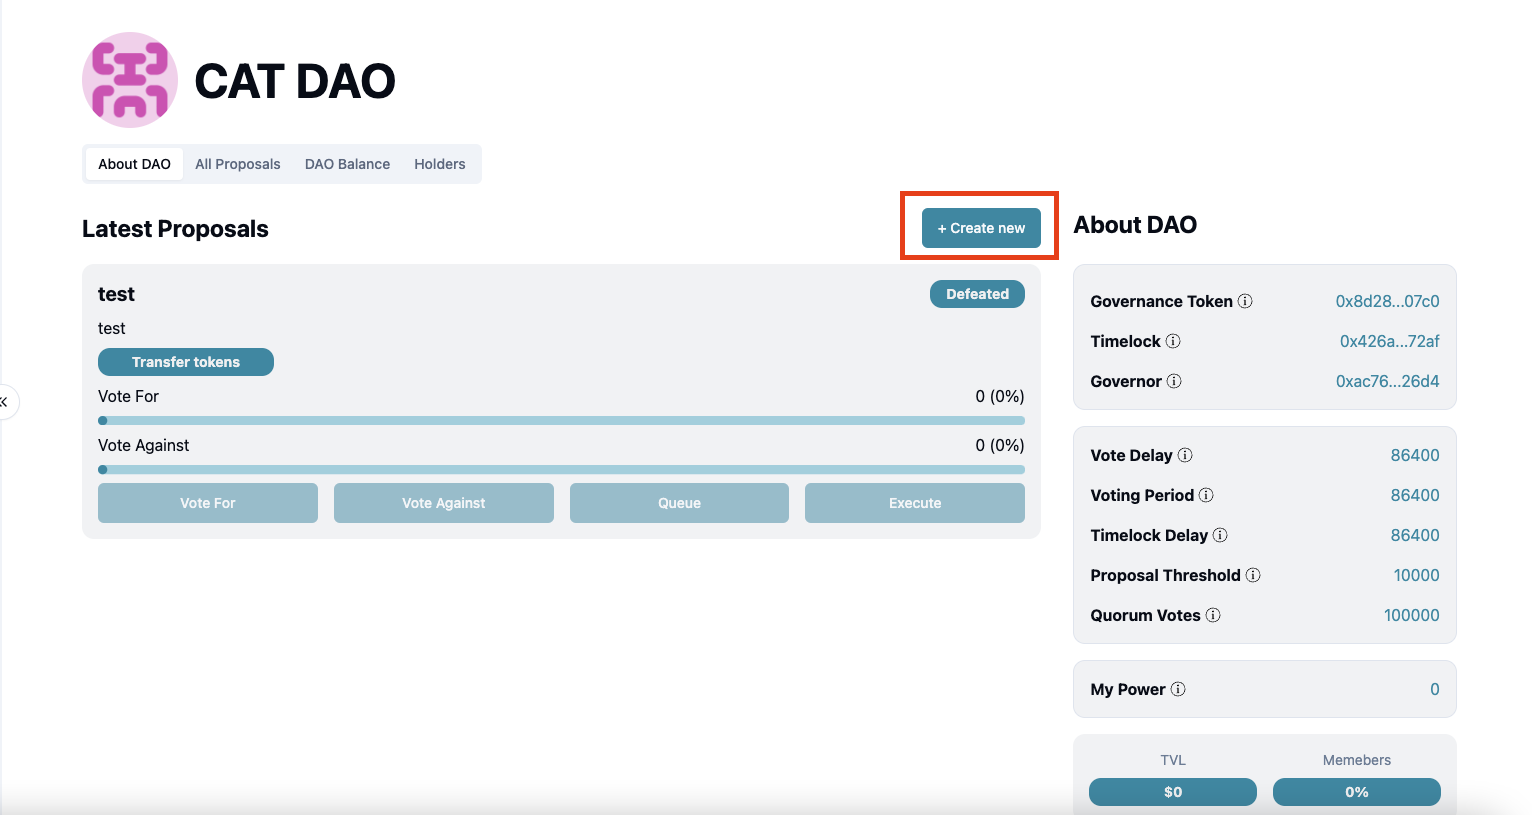 CAT DAO
About DAO All Proposals DAO Balance Holders
Latest Proposals
+ Create new
test
Defeated
test
Transfer tokens
Vote For 0 (0%)
Vote Against 0 (0%)
Vote For Vote Against Queue Execute
About DAO
Governance Token 0x8d28...07c0
Timelock 0x426a...72af
Governor 0xac76...26d4
Vote Delay 86400
Voting Period 86400
Timelock Delay 86400
Proposal Threshold 10000
Quorum Votes 100000
My Power 0
TVL Memebers
$0 0%